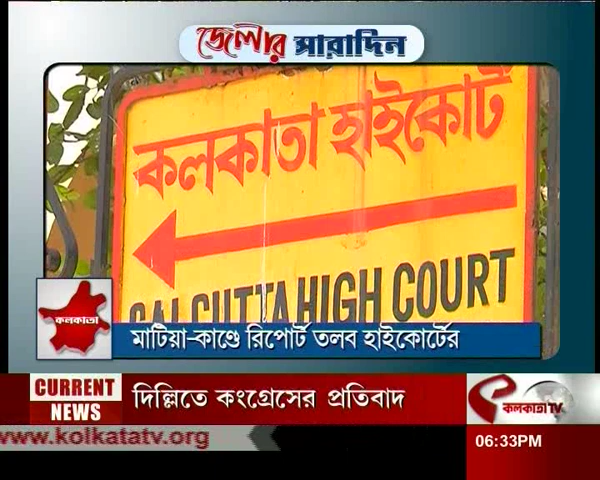 জেলার সারাদিন
কলকাতা হাইকোর্ট
CALCUTTA HIGH COURT
কলকাতা
মাটিয়া-কাণ্ডে রিপোর্ট তলব হাইকোর্টের
CURRENT
NEWS
দিল্লিতে কংগ্রেসের প্রতিবাদ
কলকাতা TV
www.kolkatatv.org
06:33PM